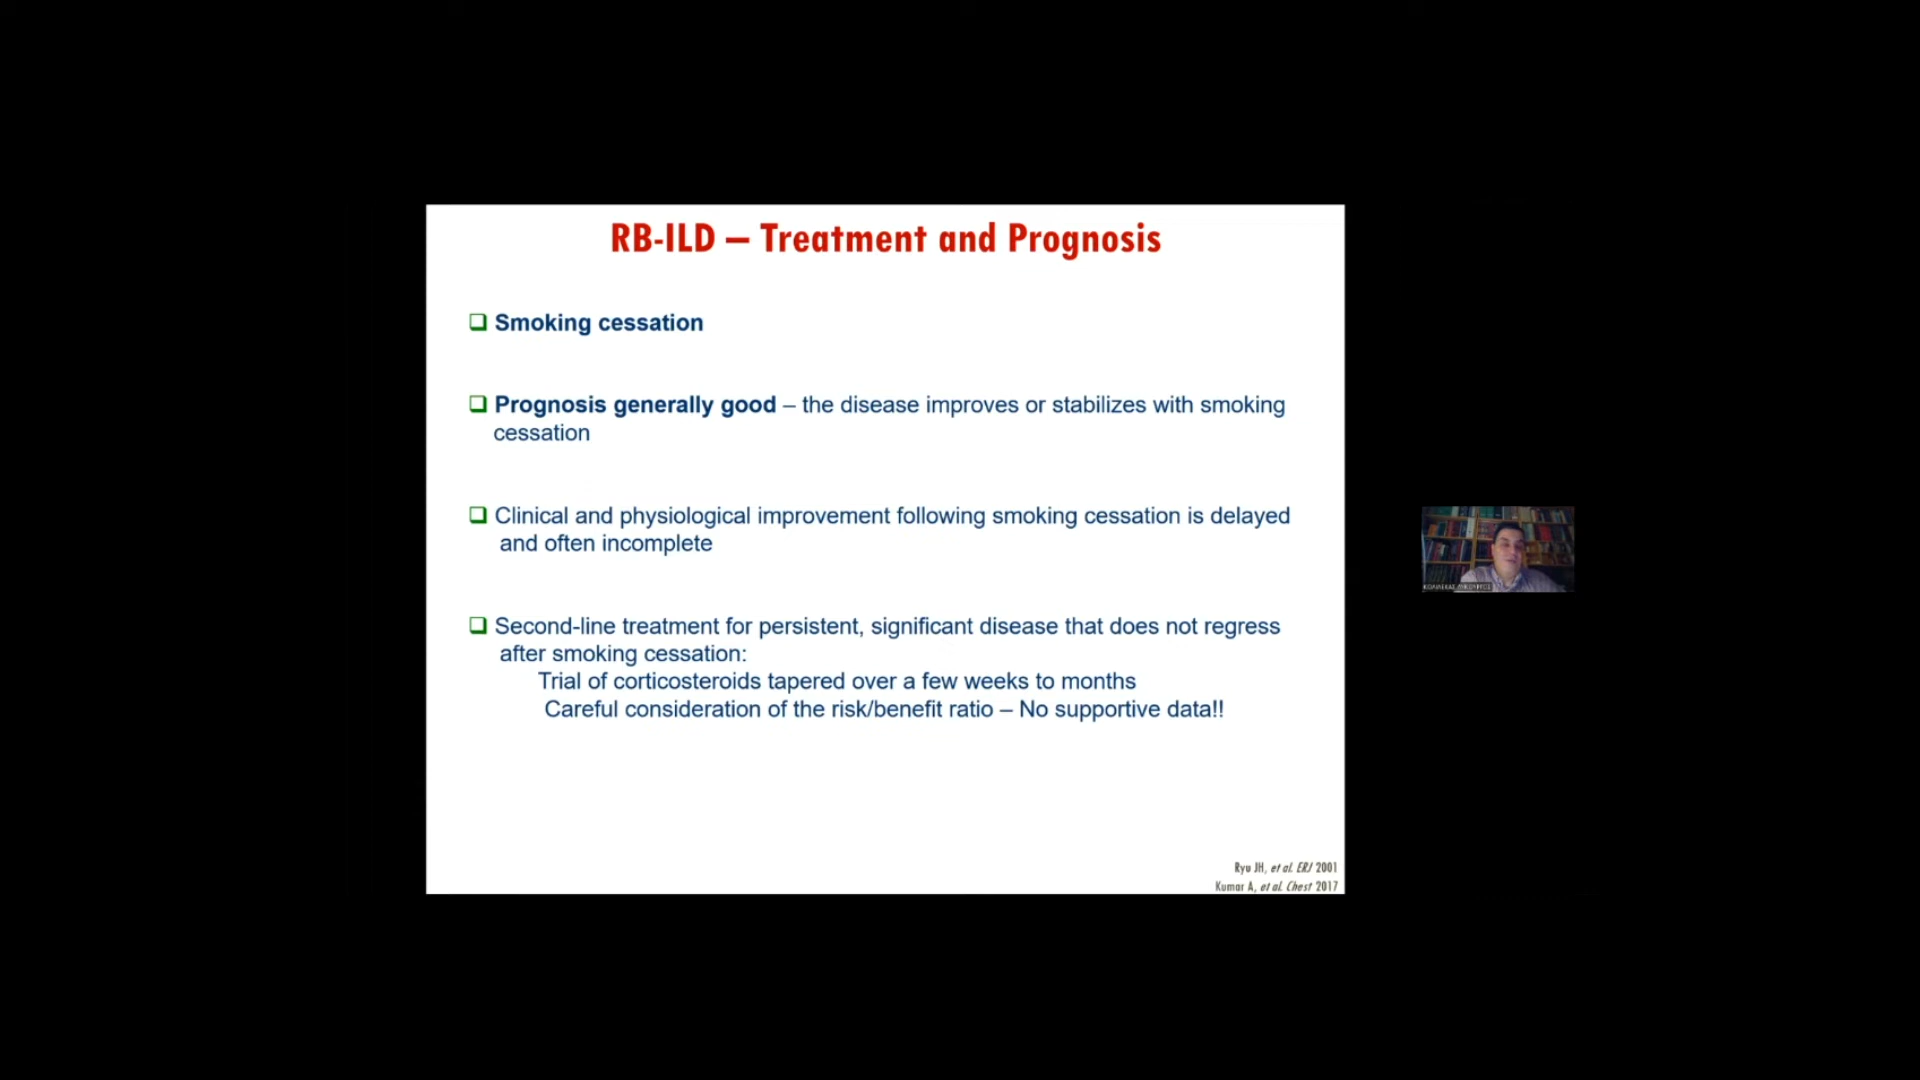 RB-ILD – Treatment and Prognosis
❑ Smoking cessation
❑ Prognosis generally good – the disease improves or stabilizes with smoking
cessation
❑ Clinical and physiological improvement following smoking cessation is delayed
and often incomplete
❑ Second-line treatment for persistent, significant disease that does not regress
after smoking cessation:
Trial of corticosteroids tapered over a few weeks to months
Careful consideration of the risk/benefit ratio – No supportive data!!
Ryu JH, et al. ERJ 2001
Kumar A, et al. Chest 2017